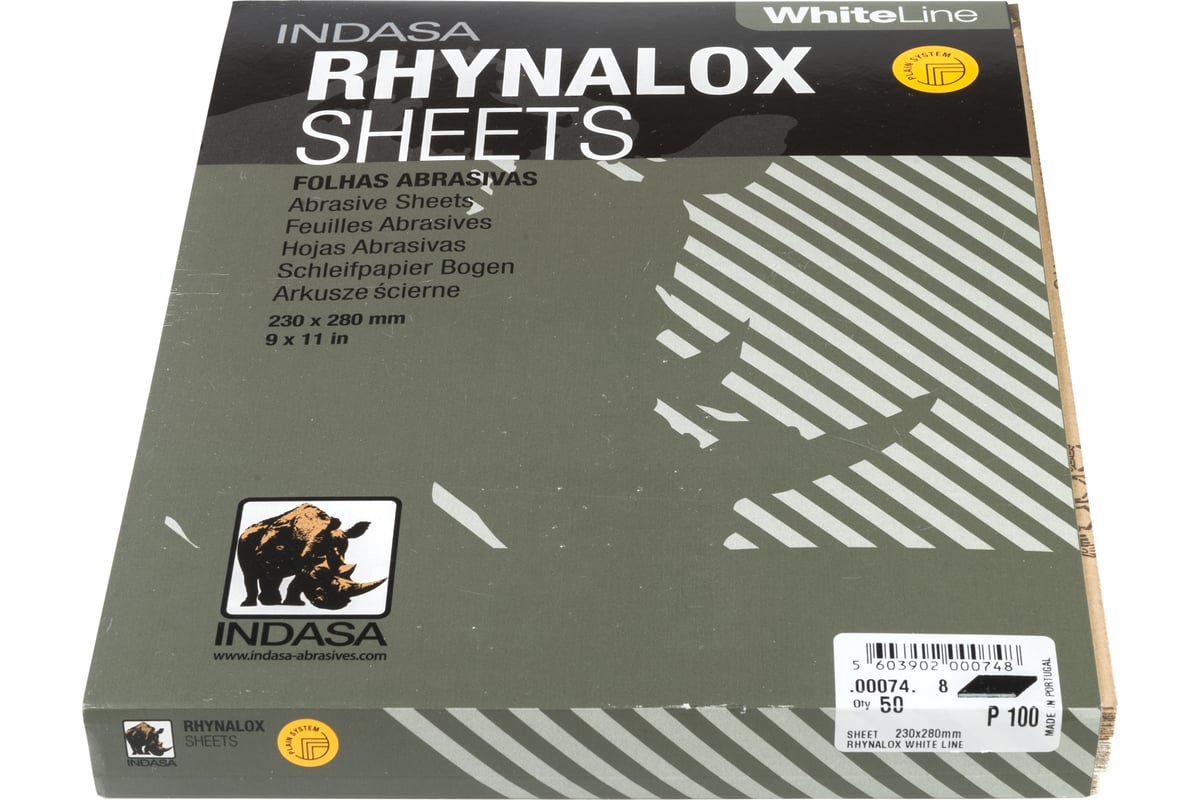 WhiteLine
INDASA
RHYNALOX
SHEETS
PLAIN SYSTEM
FOLHAS ABRASIVAS
Abrasive Sheets
Feuilles Abrasives
Hojas Abrasivas
Schleifpapier Bogen
Arkusze ścierne
230 x 280 mm
9 x 11 in
INDASA
www.indasa-abrasives.com
5 603902 000748
.00074. 8
Qty 50
P 100
MADE IN PORTUGAL
SHEET 230x280mm
RHYNALOX WHITE LINE
RHYNALOX
SHEETS
INDASA
PLAIN SYSTEM